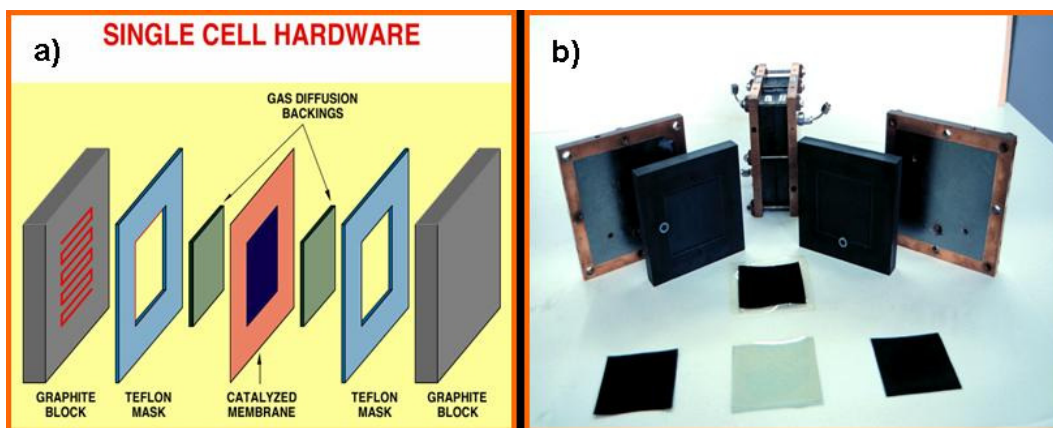 a)
SINGLE CELL HARDWARE
GAS DIFFUSION
BACKINGS
GRAPHITE
BLOCK
TEFLON
MASK
CATALYZED
MEMBRANE
TEFLON
MASK
GRAPHITE
BLOCK
b)